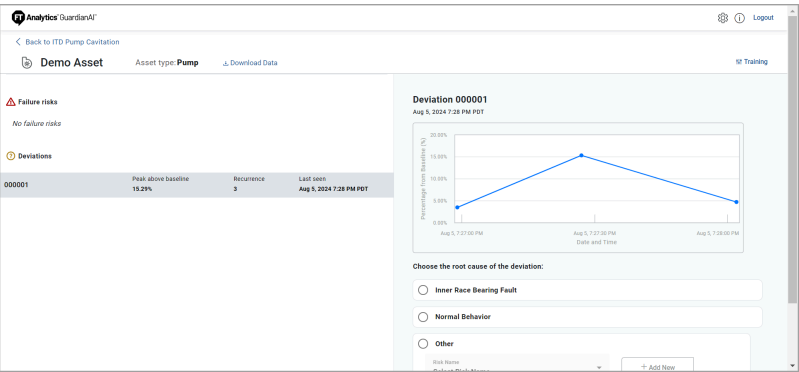 FT Analytics GuardianAI
Logout
Back to ITD Pump Cavitation
Demo Asset
Asset type: Pump
Download Data
Training
Failure risks
No failure risks
Deviations
Peak above baseline
Recurrence
Last seen
000001
15.29%
3
Aug 5, 2024 7:28 PM PDT
Deviation 000001
Aug 5, 2024 7:28 PM PDT
Percentage from Baseline (%)
20.00%
15.00%
10.00%
5.00%
0.00%
Aug 5, 7:27:00 PM
Aug 5, 7:27:30 PM
Aug 5, 7:28:00 PM
Date and Time
Choose the root cause of the deviation:
Inner Race Bearing Fault
Normal Behavior
Other
Risk Name
Select Risk Name
+ Add New